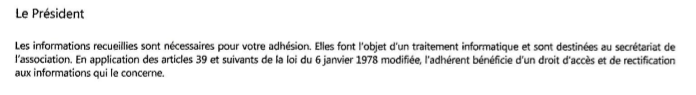 Le Président
Les informations recueillies sont nécessaires pour votre adhésion. Elles font l'objet d'un traitement informatique et sont destinées au secrétariat de
l'association. En application des articles 39 et suivants de la loi du 6 janvier 1978 modifiée, l'adhérent bénéficie d'un droit d'accès et de rectification
aux informations qui le concerne.